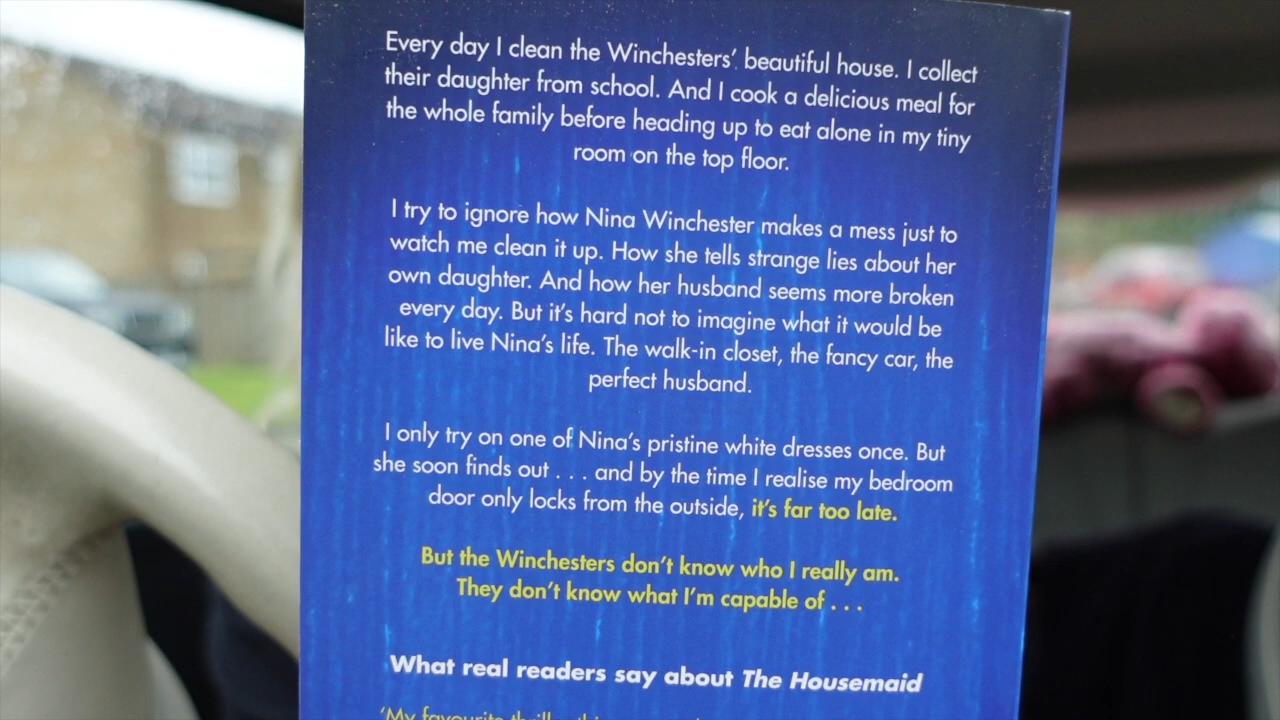 Every day I clean the Winchesters' beautiful house. I collect
their daughter from school. And I cook a delicious meal for
the whole family before heading up to eat alone in my tiny
room on the top floor.
I try to ignore how Nina Winchester makes a mess just to
watch me clean it up. How she tells strange lies about her
own daughter. And how her husband seems more broken
every day. But it's hard not to imagine what it would be
like to live Nina's life. The walk-in closet, the fancy car, the
perfect husband.
I only try on one of Nina's pristine white dresses once. But
she soon finds out . . . and by the time I realise my bedroom
door only locks from the outside, it's far too late.
But the Winchesters don't know who I really am.
They don't know what I'm capable of . . .
What real readers say about The Housemaid
'My favourite